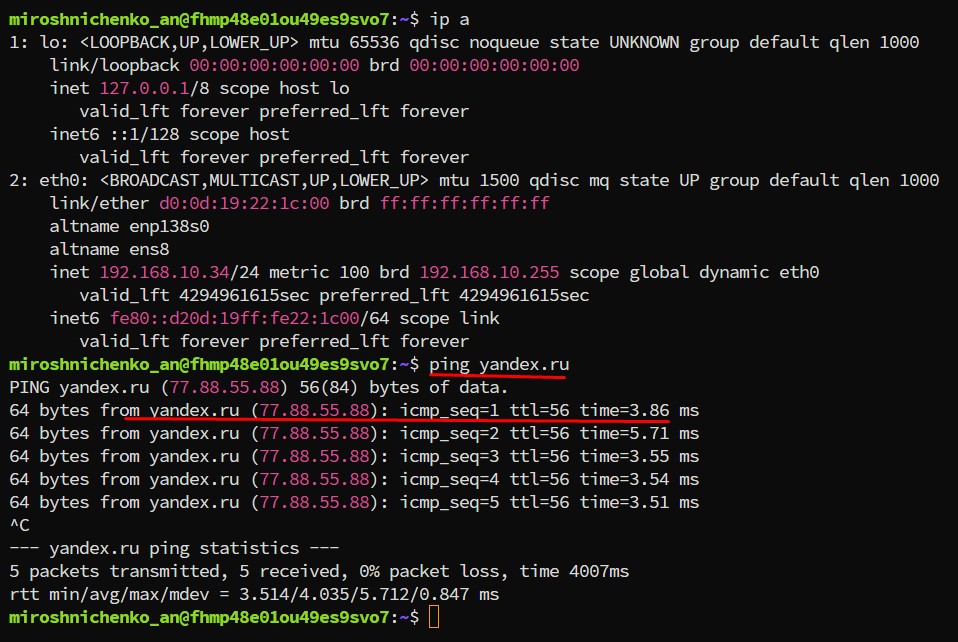 miroshnichenko_an@fhmp48e01ou49es9svo7:~$ ip a
1: lo: <LOOPBACK,UP,LOWER_UP> mtu 65536 qdisc noqueue state UNKNOWN group default qlen 1000
    link/loopback 00:00:00:00:00:00 brd 00:00:00:00:00:00
    inet 127.0.0.1/8 scope host lo
       valid_lft forever preferred_lft forever
    inet6 ::1/128 scope host
       valid_lft forever preferred_lft forever
2: eth0: <BROADCAST,MULTICAST,UP,LOWER_UP> mtu 1500 qdisc mq state UP group default qlen 1000
    link/ether d0:0d:19:22:1c:00 brd ff:ff:ff:ff:ff:ff
    altname enp138s0
    altname ens8
    inet 192.168.10.34/24 metric 100 brd 192.168.10.255 scope global dynamic eth0
       valid_lft 4294961615sec preferred_lft 4294961615sec
    inet6 fe80::d20d:19ff:fe22:1c00/64 scope link
       valid_lft forever preferred_lft forever
miroshnichenko_an@fhmp48e01ou49es9svo7:~$ ping yandex.ru
PING yandex.ru (77.88.55.88) 56(84) bytes of data.
64 bytes from yandex.ru (77.88.55.88): icmp_seq=1 ttl=56 time=3.86 ms
64 bytes from yandex.ru (77.88.55.88): icmp_seq=2 ttl=56 time=5.71 ms
64 bytes from yandex.ru (77.88.55.88): icmp_seq=3 ttl=56 time=3.55 ms
64 bytes from yandex.ru (77.88.55.88): icmp_seq=4 ttl=56 time=3.54 ms
64 bytes from yandex.ru (77.88.55.88): icmp_seq=5 ttl=56 time=3.51 ms
^C
--- yandex.ru ping statistics ---
5 packets transmitted, 5 received, 0% packet loss, time 4007ms
rtt min/avg/max/mdev = 3.514/4.035/5.712/0.847 ms
miroshnichenko_an@fhmp48e01ou49es9svo7:~$